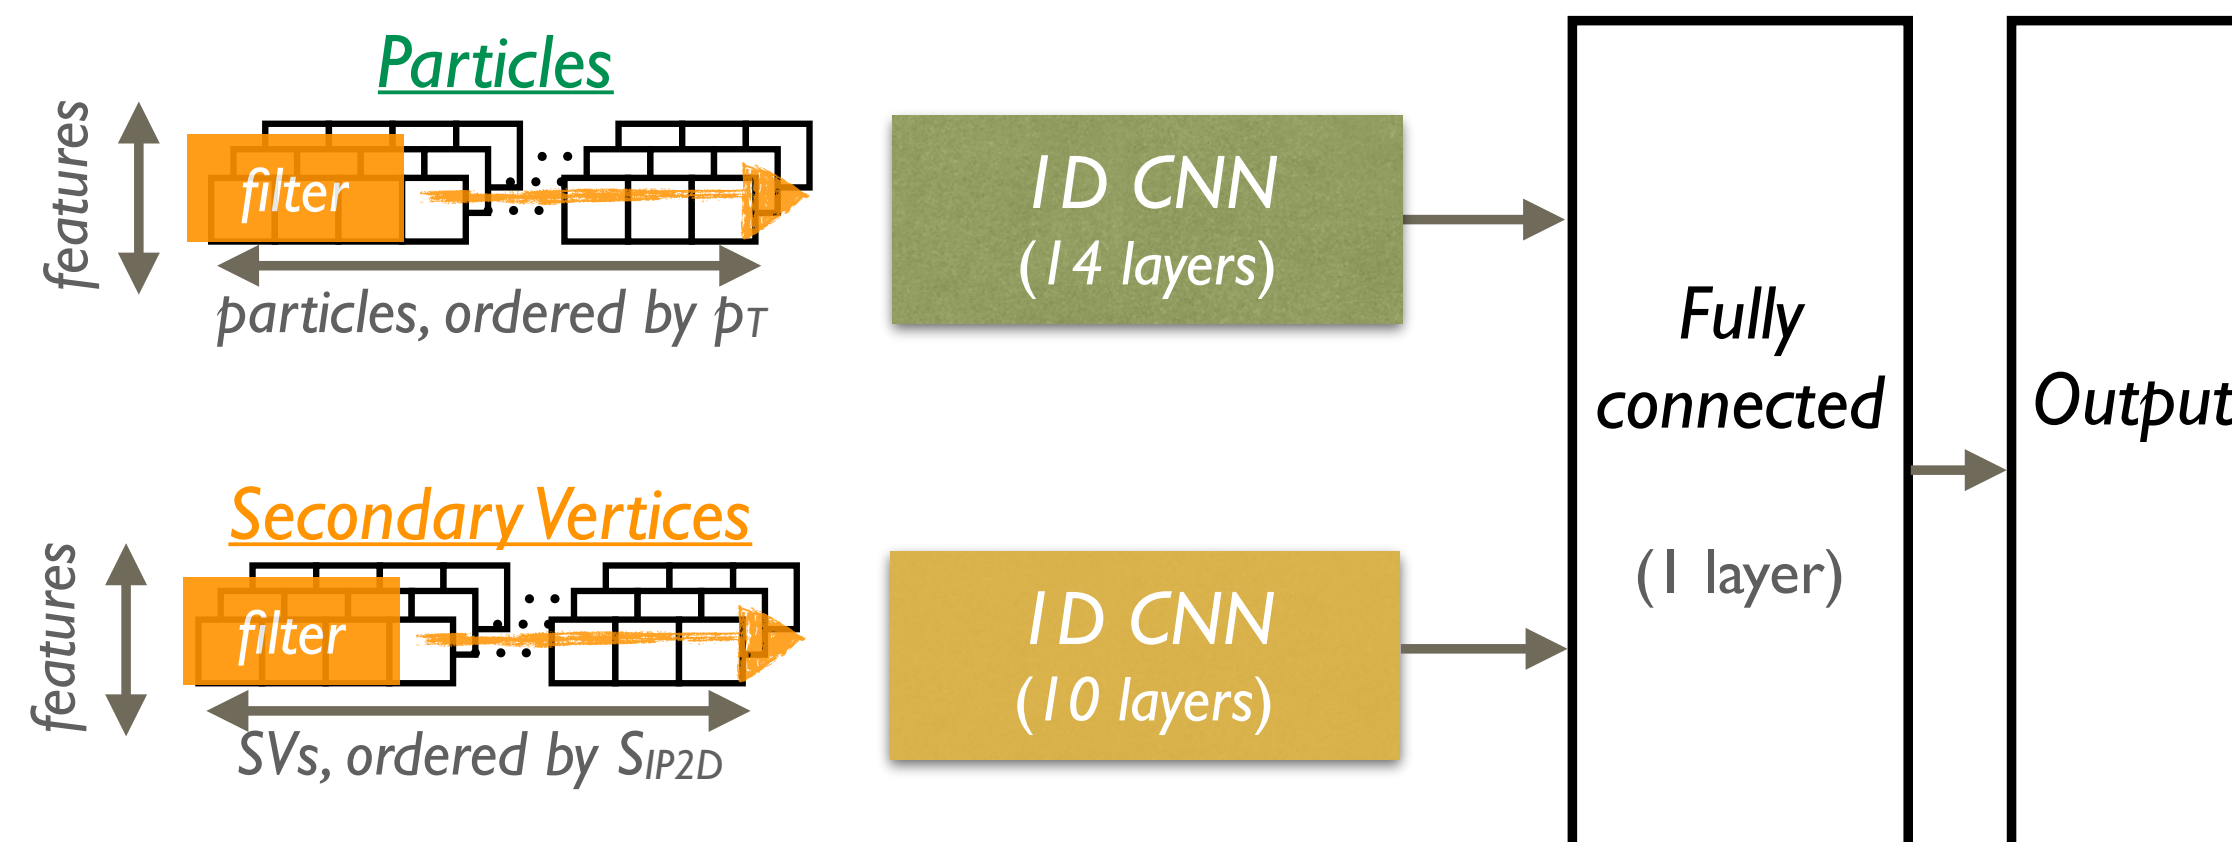 Particles
features
filter
particles, ordered by pT
1D CNN
(14 layers)
Secondary Vertices
features
filter
SVs, ordered by SIP2D
1D CNN
(10 layers)
Fully
connected
(1 layer)
Output